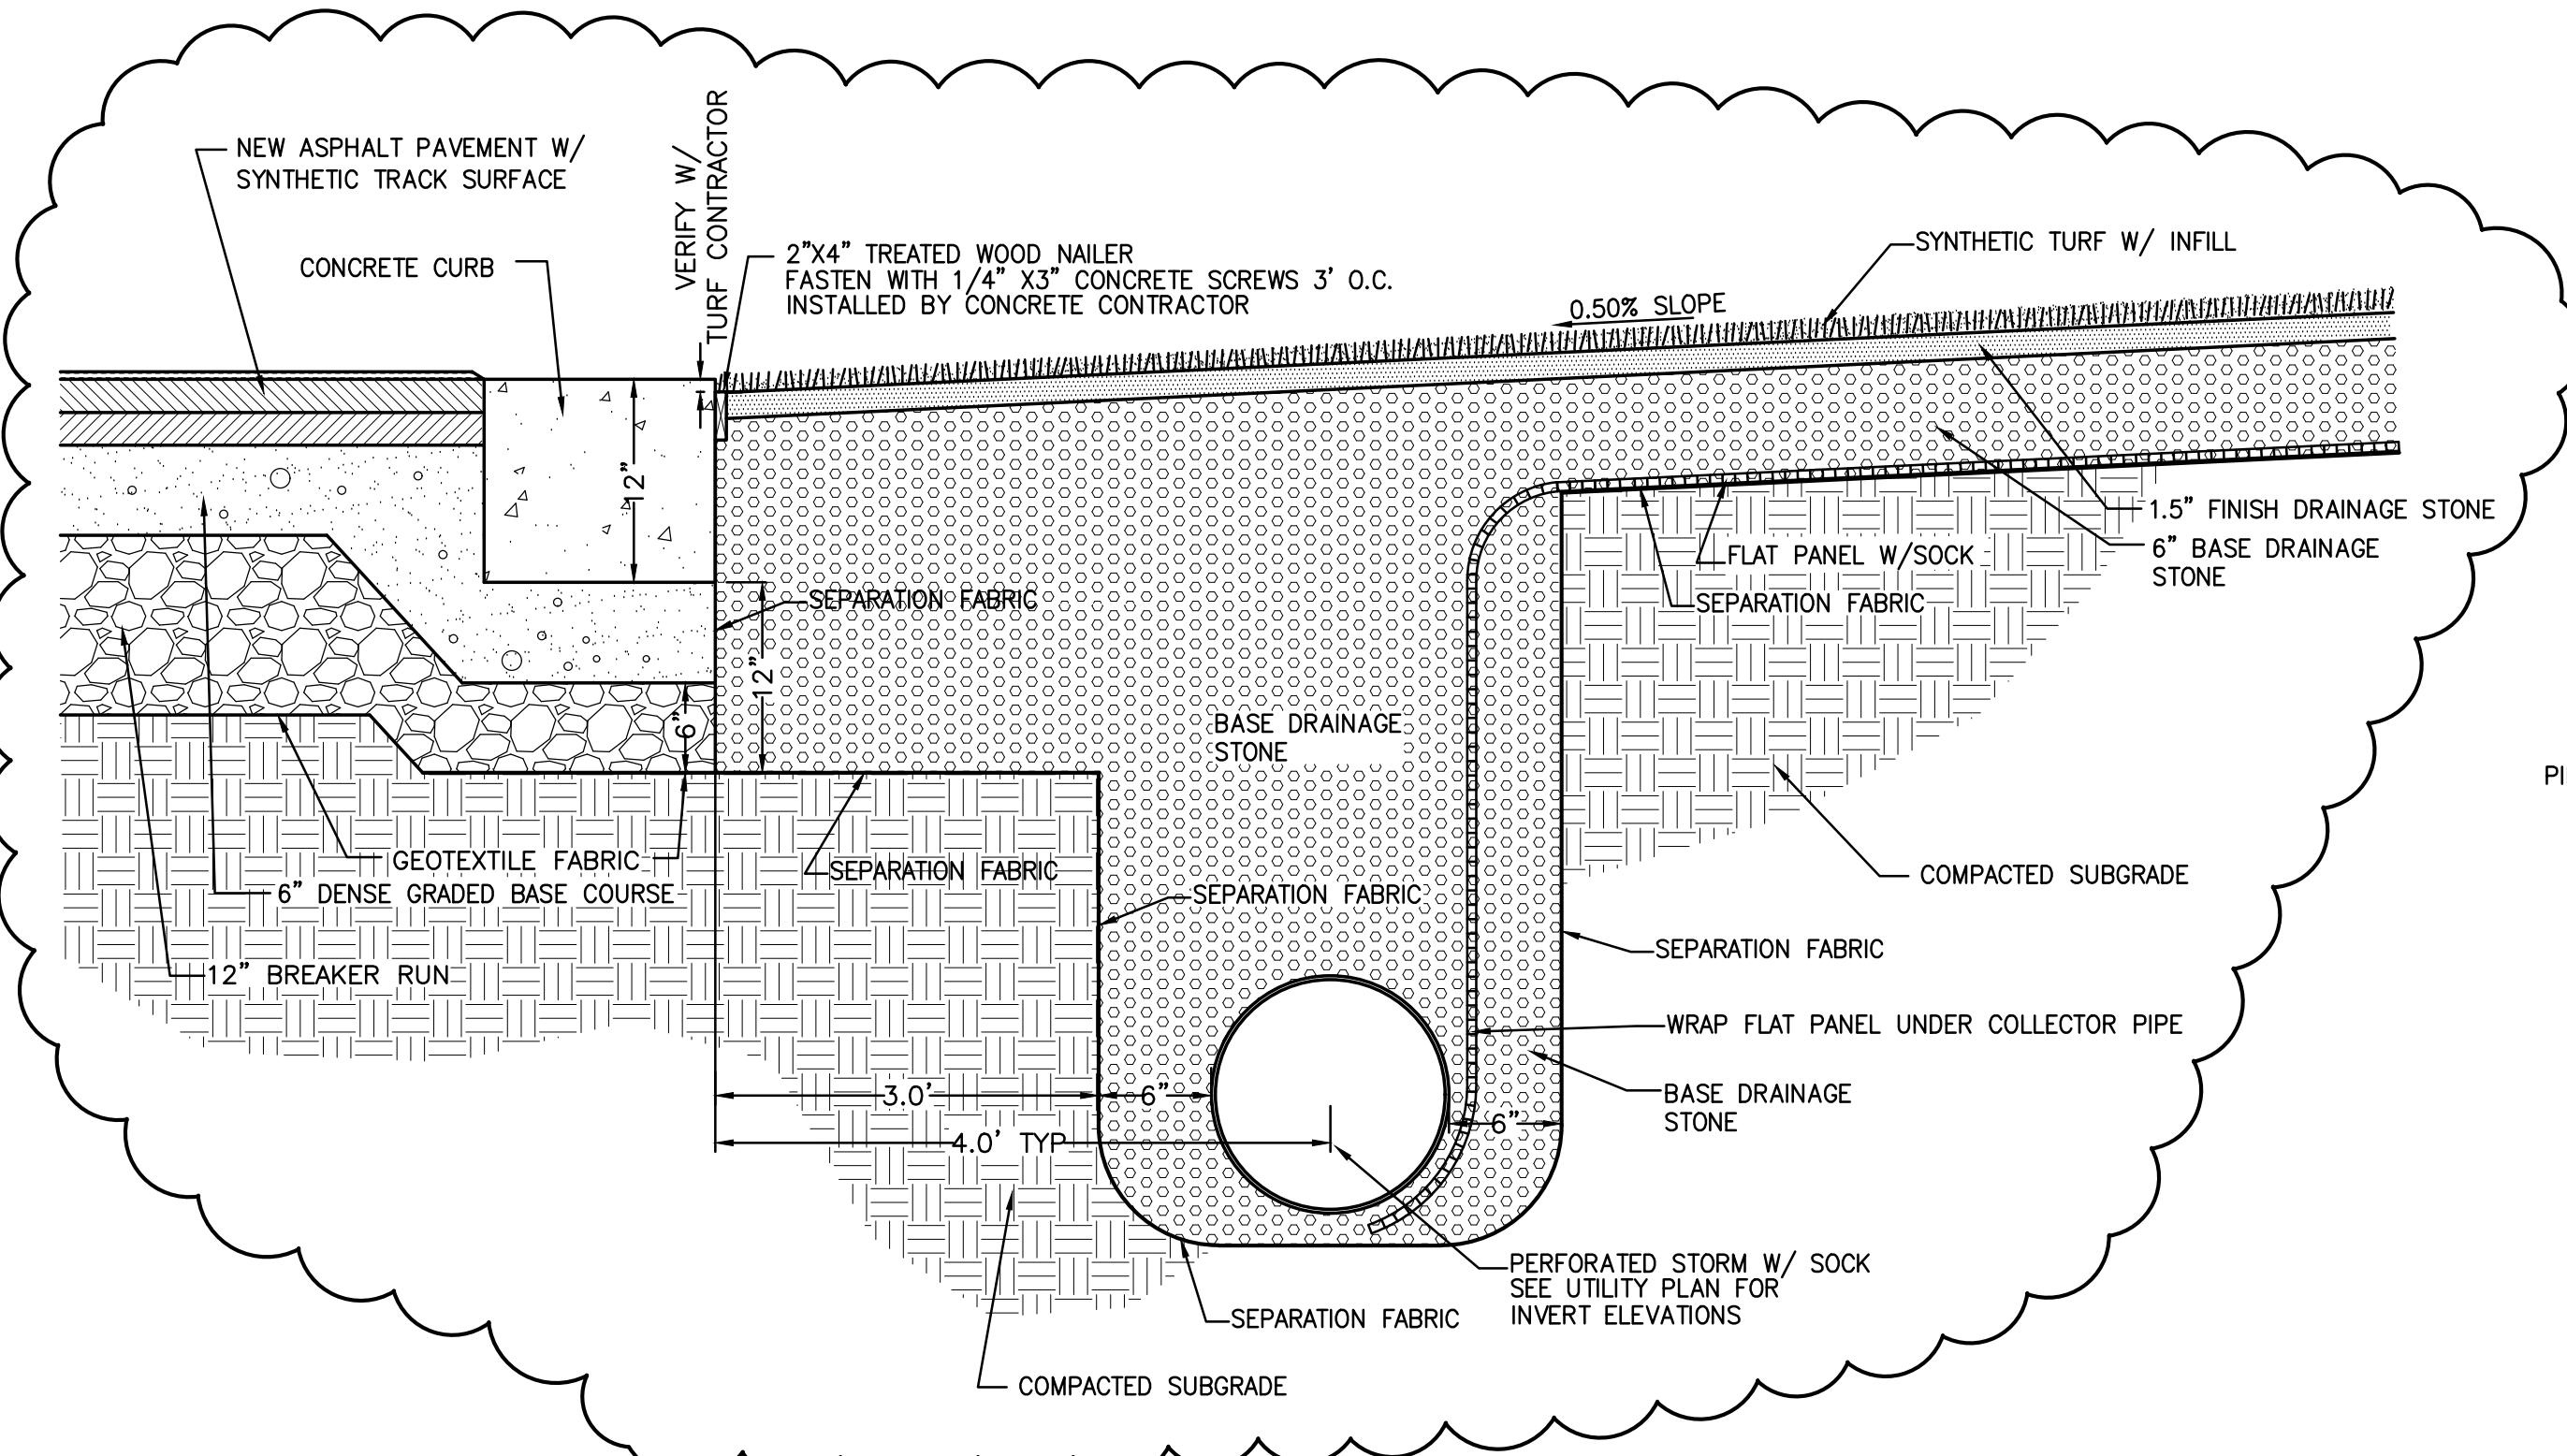 NEW ASPHALT PAVEMENT W/
SYNTHETIC TRACK SURFACE
CONCRETE CURB
VERIFY W/
TURF CONTRACTOR
2”X4” TREATED WOOD NAILER
FASTEN WITH 1/4” X3” CONCRETE SCREWS 3’ O.C.
INSTALLED BY CONCRETE CONTRACTOR
0.50% SLOPE
SYNTHETIC TURF W/ INFILL
12”
1.5” FINISH DRAINAGE STONE
6” BASE DRAINAGE
STONE
FLAT PANEL W/SOCK
SEPARATION FABRIC
SEPARATION FABRIC
12”
6”
BASE DRAINAGE
STONE
GEOTEXTILE FABRIC
6” DENSE GRADED BASE COURSE
SEPARATION FABRIC
SEPARATION FABRIC
COMPACTED SUBGRADE
SEPARATION FABRIC
12” BREAKER RUN
WRAP FLAT PANEL UNDER COLLECTOR PIPE
BASE DRAINAGE
STONE
3.0’
6”
6”
4.0’ TYP
PERFORATED STORM W/ SOCK
SEE UTILITY PLAN FOR
INVERT ELEVATIONS
SEPARATION FABRIC
COMPACTED SUBGRADE